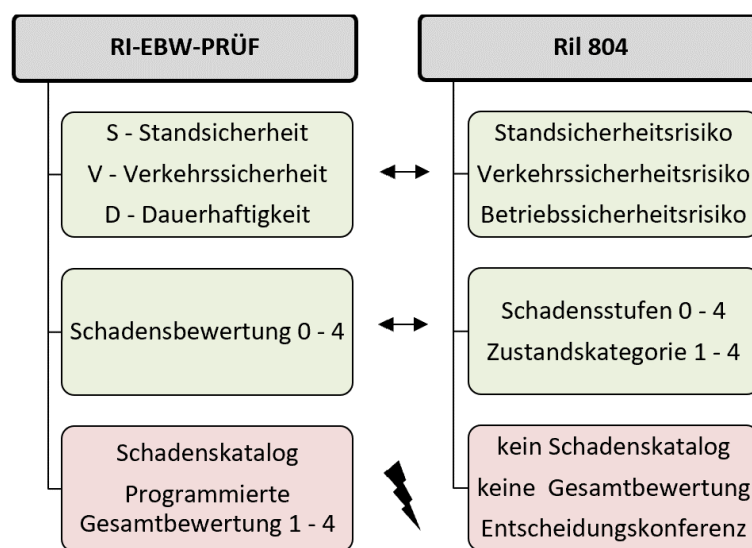 RI-EBW-PRÜF
S - Standsicherheit
V - Verkehrssicherheit
D - Dauerhaftigkeit
Schadensbewertung 0 - 4
Schadenskatalog
Programmierte
Gesamtbewertung 1 - 4
Ril 804
Standsicherheitsrisiko
Verkehrssicherheitsrisiko
Betriebssicherheitsrisiko
Schadensstufen 0 - 4
Zustandskategorie 1 - 4
kein Schadenskatalog
keine Gesamtbewertung
Entscheidungskonferenz